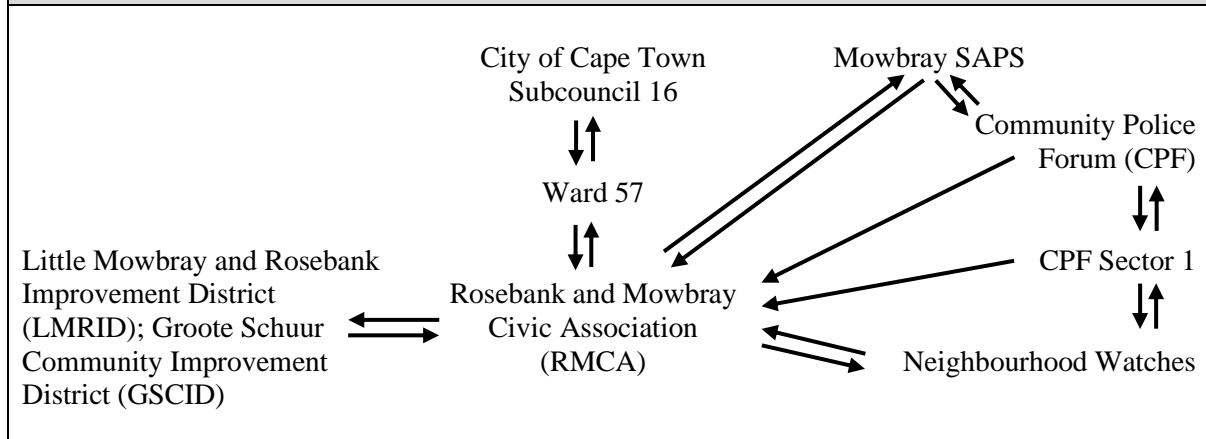 City of Cape Town
Subcouncil 16
Mowbray SAPS
Community Police
Forum (CPF)
Ward 57
CPF Sector 1
Little Mowbray and Rosebank
Improvement District
(LMRID); Groote Schuur
Community Improvement
District (GSCID)
Rosebank and Mowbray
Civic Association
(RMCA)
Neighbourhood Watches